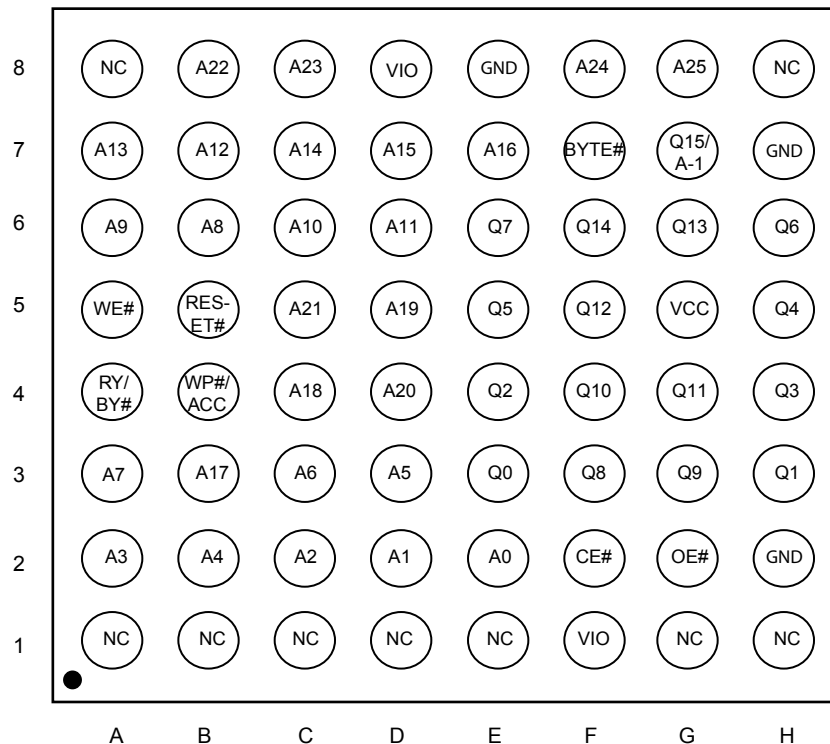 8 NC A22 A23 VIO GND A24 A25 NC
7 A13 A12 A14 A15 A16 BYTE# Q15/
A-1 GND
6 A9 A8 A10 A11 Q7 Q14 Q13 Q6
5 WE# RES-
ET# A21 A19 Q5 Q12 VCC Q4
4 RY/
BY# WP#/
ACC A18 A20 Q2 Q10 Q11 Q3
3 A7 A17 A6 A5 Q0 Q8 Q9 Q1
2 A3 A4 A2 A1 A0 CE# OE# GND
1 NC NC NC NC NC VIO NC NC
A B C D E F G H